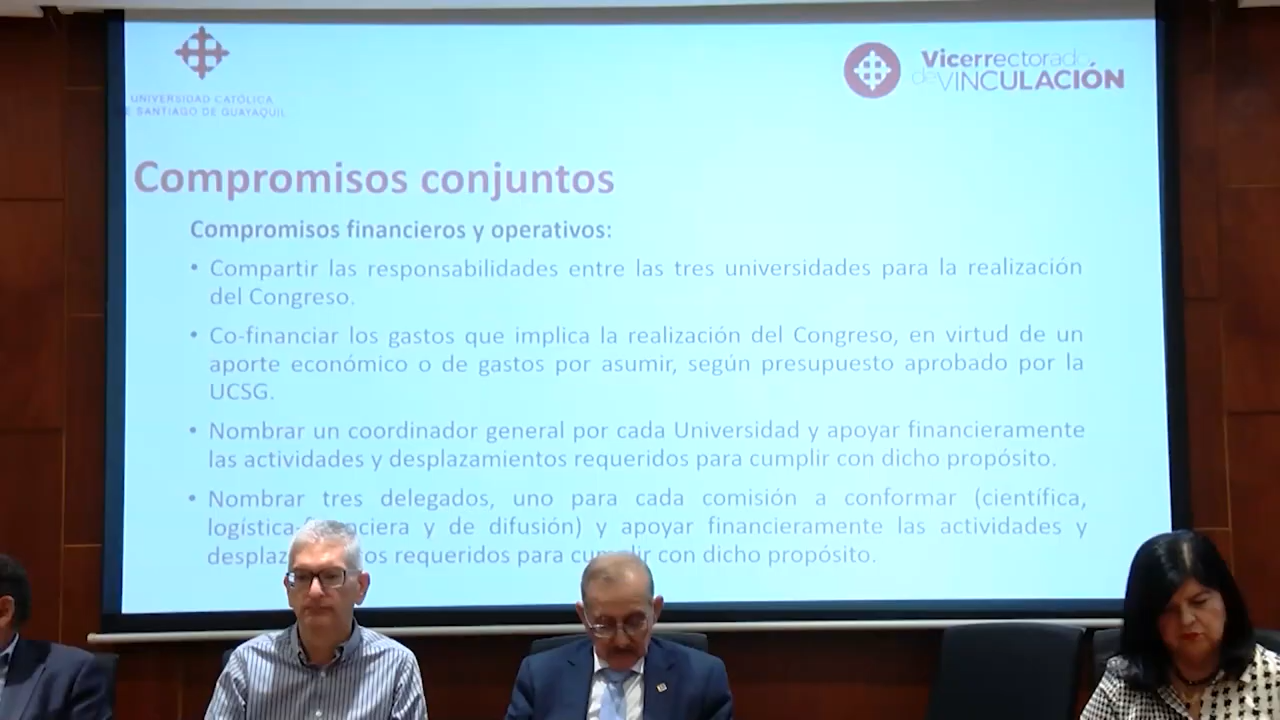 UNIVERSIDAD CATÓLICA
DE SANTIAGO DE GUAYAQUIL
Vicerrectorado
de VINCULACIÓN
Compromisos conjuntos
Compromisos financieros y operativos:
• Compartir las responsabilidades entre las tres universidades para la realización
del Congreso.
• Co-financiar los gastos que implica la realización del Congreso, en virtud de un
aporte económico o de gastos por asumir, según presupuesto aprobado por la
UCSG.
• Nombrar un coordinador general por cada Universidad y apoyar financieramente
las actividades y desplazamientos requeridos para cumplir con dicho propósito.
• Nombrar tres delegados, uno para cada comisión a conformar (científica,
logística-financiera y de difusión) y apoyar financieramente las actividades y
desplazamientos requeridos para cumplir con dicho propósito.